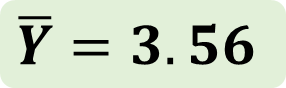 Y̅ = 3.56